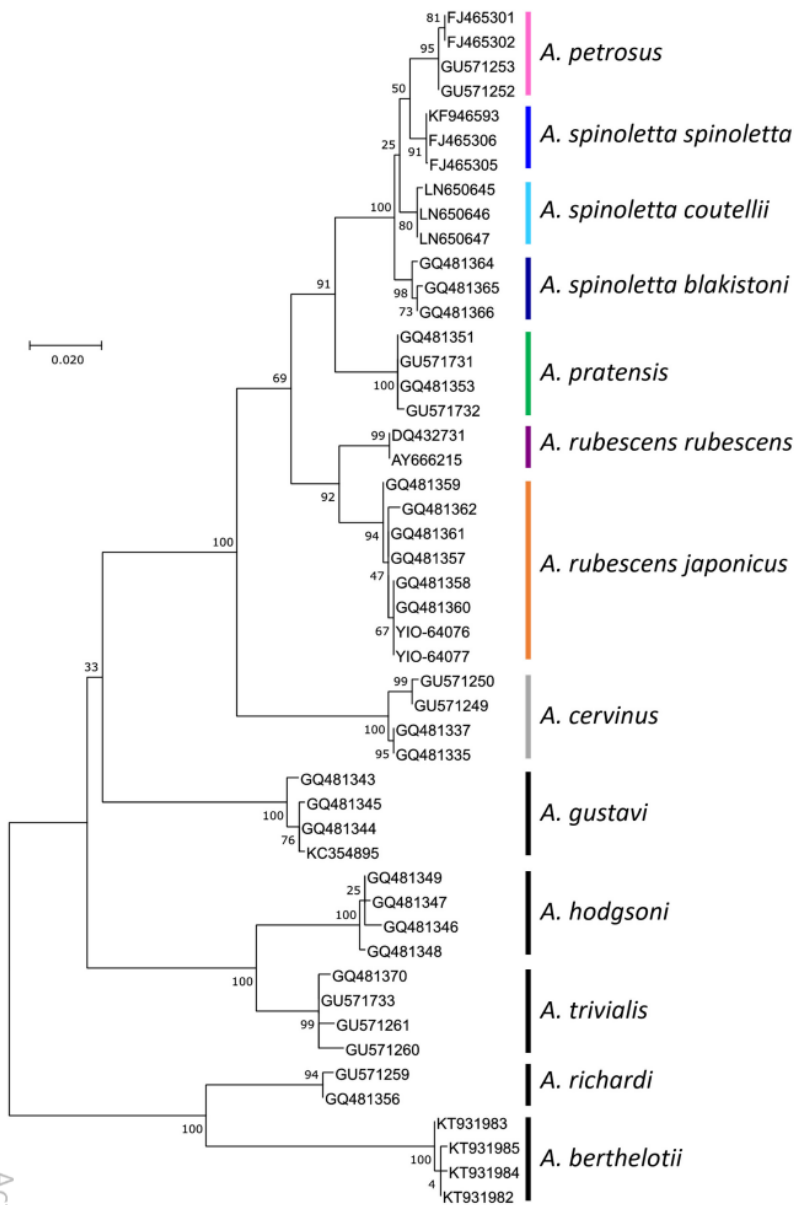 81
FJ465301
FJ465302
95
GU571253
GU571252
A. petrosus
50
KF946593
FJ465306
91
FJ465305
A. spinoletta spinoletta
25
LN650645
LN650646
80
LN650647
A. spinoletta coutellii
100
GQ481364
GQ481365
98
73
GQ481366
A. spinoletta blakistoni
91
GQ481351
GU571731
GQ481353
100
GU571732
A. pratensis
0.020
69
99
DQ432731
AY666215
A. rubescens rubescens
92
GQ481359
GQ481362
94
GQ481361
GQ481357
47
GQ481358
GQ481360
67
YIO-64076
YIO-64077
A. rubescens japonicus
100
99
GU571250
GU571249
100
GQ481337
95
GQ481335
A. cervinus
33
GQ481343
GQ481345
100
GQ481344
76
KC354895
A. gustavi
GQ481349
25
GQ481347
100
GQ481346
GQ481348
A. hodgsoni
100
GQ481370
GU571733
99
GU571261
GU571260
A. trivialis
94
GU571259
GQ481356
A. richardi
100
KT931983
KT931985
100
KT931984
4
KT931982
A. berthelotii
Ac